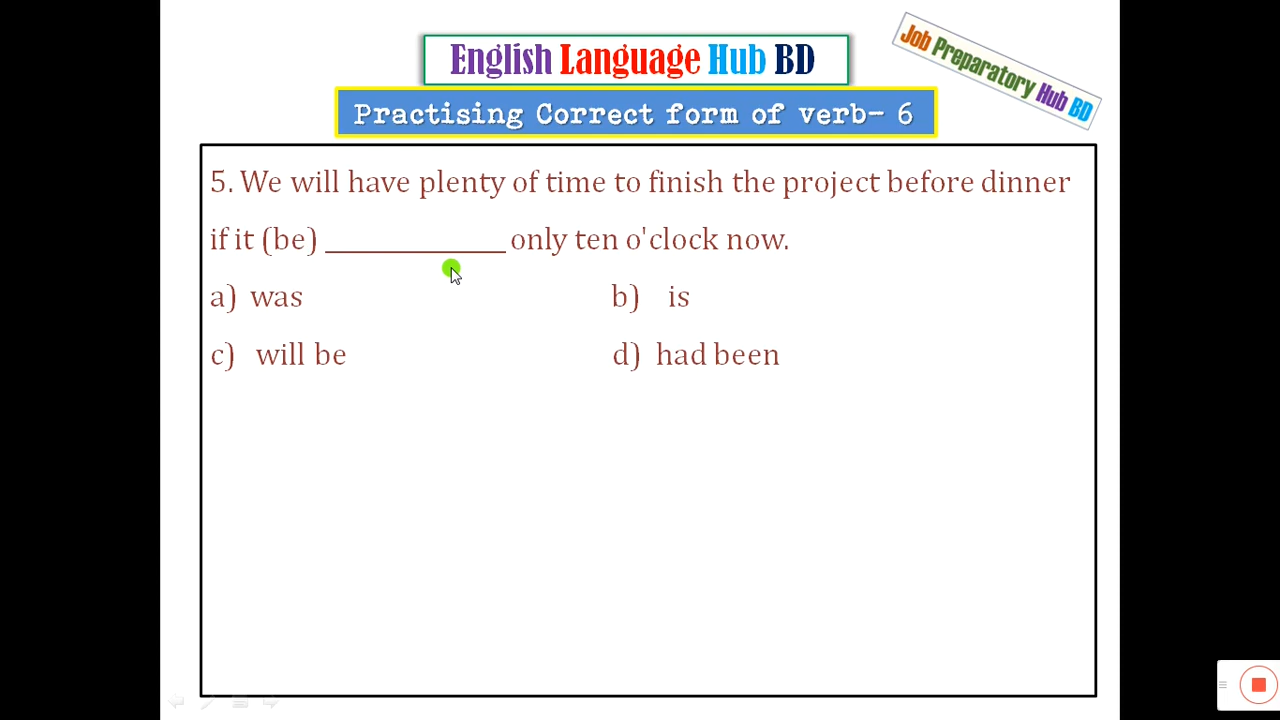 English Language Hub BD
Job Preparatory Hub BD
Practising Correct form of verb- 6
5. We will have plenty of time to finish the project before dinner
if it (be) ____________ only ten o'clock now.
a) was b) is
c) will be d) had been